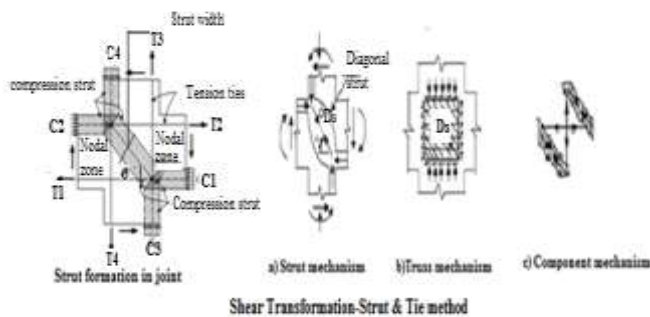 Strut width
T3
C4
compression strut
Tension ties
C2
T2
Nodal zone
Nodal zone
θ
C1
T1
Compression strut
T4
C3
Strut formation in joint
Diagonal strut
Ds
a) Strut mechanism
Ds
b)Truss mechanism
c) Component mechanism
Shear Transformation-Strut & Tie method